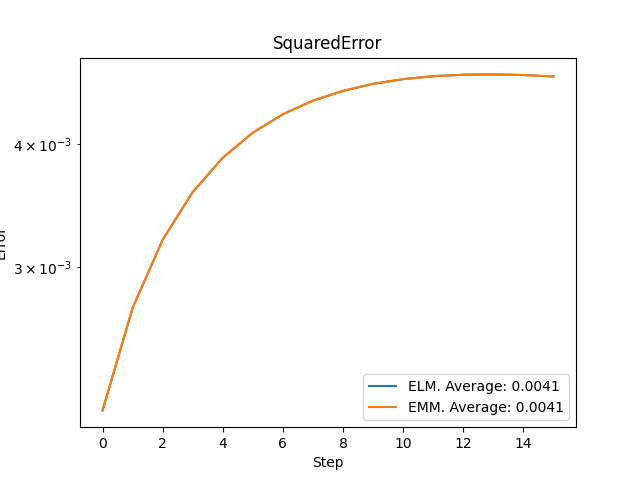 SquaredError
4 × 10⁻³
3 × 10⁻³
Error
ELM. Average: 0.0041
EMM. Average: 0.0041
0 2 4 6 8 10 12 14
Step